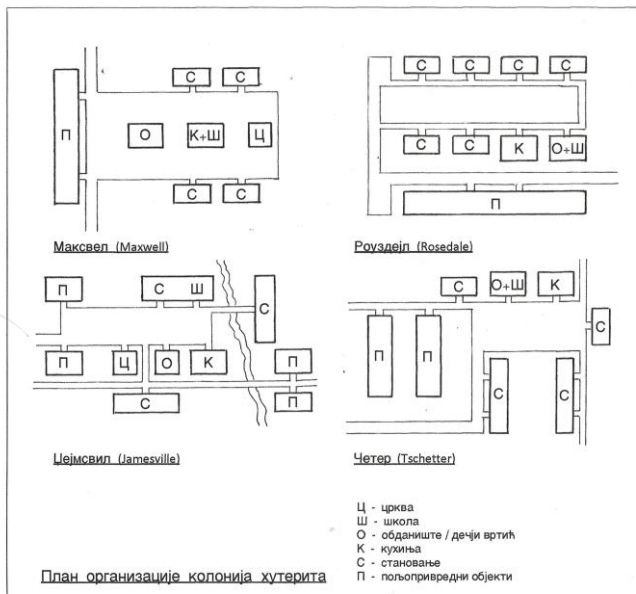 С С
П О К+Ш Ц
С С
Максвел (Maxwell)
С С С С
С С К О+Ш
П
Роуздејл (Rosedale)
П С Ш С
П Ц О К П
С П
Џејмсвил (Jamesville)
С О+Ш К
С
П П
С С
Четер (Tschetter)
Ц - црква
Ш - школа
О - обданиште / дечји вртић
К - кухиња
С - становање
П - пољопривредни објекти
План организације колонија хутерита